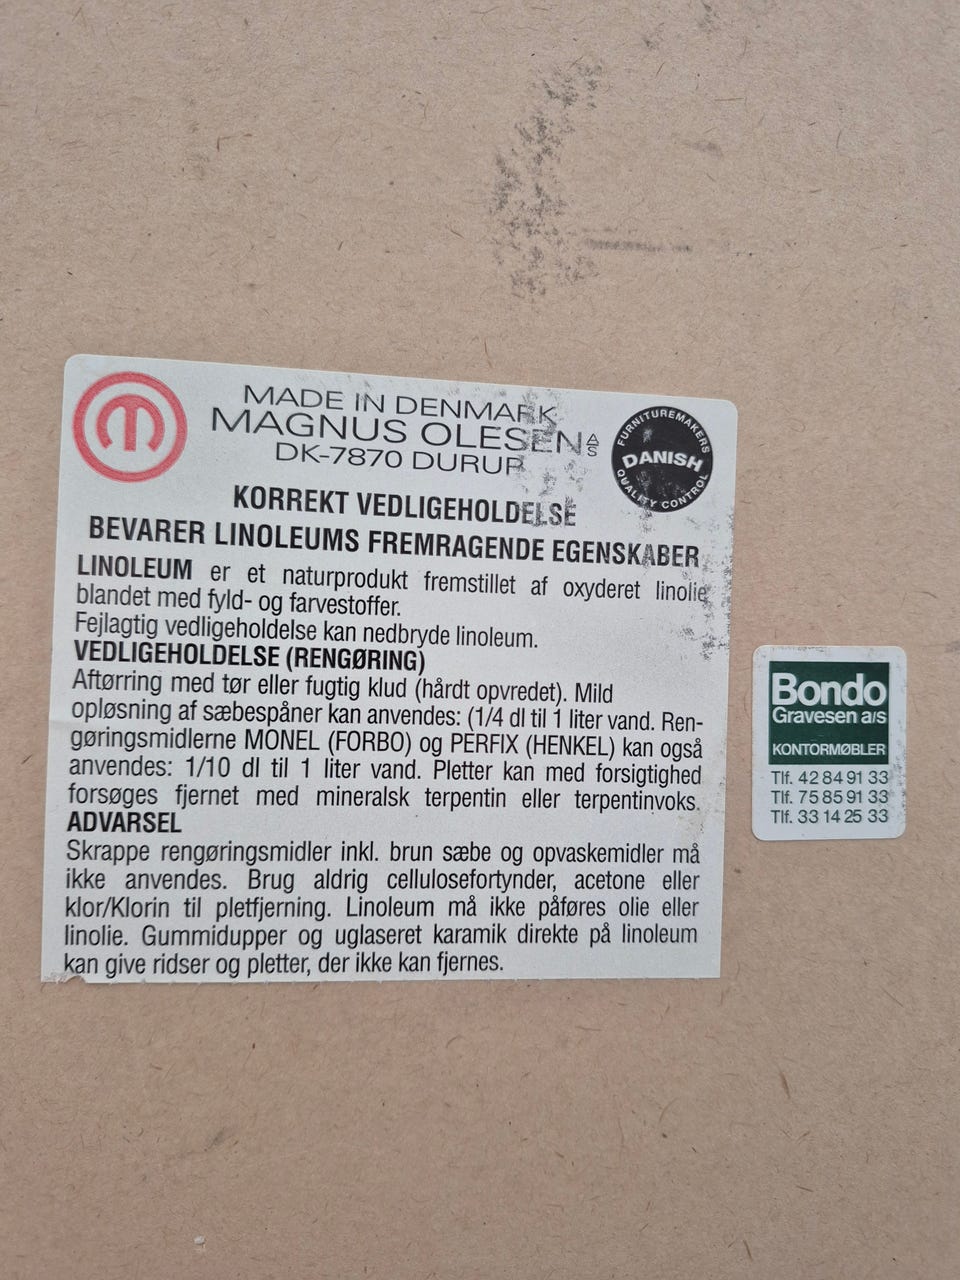 MADE IN DENMARK
MAGNUS OLESEN A/S
DK-7870 DURUP
FURNITUREMAKERS
DANISH
QUALITY CONTROL
KORREKT VEDLIGEHOLDELSE
BEVARER LINOLEUMS FREMRAGENDE EGENSKABER
LINOLEUM er et naturprodukt fremstillet af oxyderet linolie
blandet med fyld- og farvestoffer.
Fejlagtig vedligeholdelse kan nedbryde linoleum.
VEDLIGEHOLDELSE (RENGØRING)
Aftørring med tør eller fugtig klud (hårdt opvredet). Mild
opløsning af sæbespåner kan anvendes: (1/4 dl til 1 liter vand. Ren-
gøringsmidlerne MONEL (FORBO) og PERFIX (HENKEL) kan også
anvendes: 1/10 dl til 1 liter vand. Pletter kan med forsigtighed
forsøges fjernet med mineralsk terpentin eller terpentinvoks.
ADVARSEL
Skrappe rengøringsmidler inkl. brun sæbe og opvaskemidler må
ikke anvendes. Brug aldrig cellulosefortynder, acetone eller
klor/Klorin til pletfjerning. Linoleum må ikke påføres olie eller
linolie. Gummidupper og uglaseret karamik direkte på linoleum
kan give ridser og pletter, der ikke kan fjernes.
Bondo
Gravesen a/s
KONTORMØBLER
Tlf. 42 84 91 33
Tlf. 75 85 91 33
Tlf. 33 14 25 33